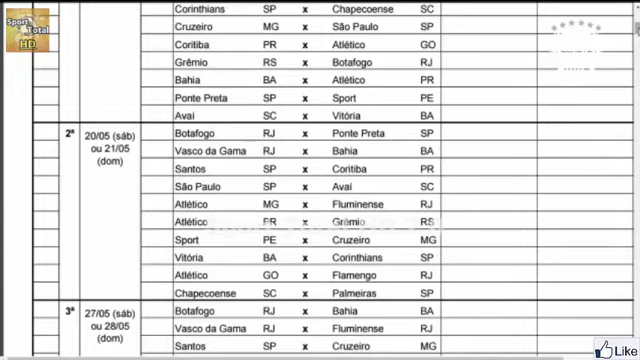 Sport Total HD
Corinthians SP x Chapecoense SC
Cruzeiro MG x São Paulo SP
Coritiba PR x Atlético GO
Grêmio RS x Botafogo RJ
Bahia BA x Atlético PR
Ponte Preta SP x Sport PE
Avaí SC x Vitória BA
2ª 20/05 (sáb) ou 21/05 (dom)
Botafogo RJ x Ponte Preta SP
Vasco da Gama RJ x Bahia BA
Santos SP x Coritiba PR
São Paulo SP x Avaí SC
Atlético MG x Fluminense RJ
Atlético PR x Grêmio RS
Sport PE x Cruzeiro MG
Vitória BA x Corinthians SP
Atlético GO x Flamengo RJ
Chapecoense SC x Palmeiras SP
3ª 27/05 (sáb) ou 28/05 (dom)
Botafogo RJ x Bahia BA
Vasco da Gama RJ x Fluminense RJ
Santos SP x Cruzeiro MG
Like